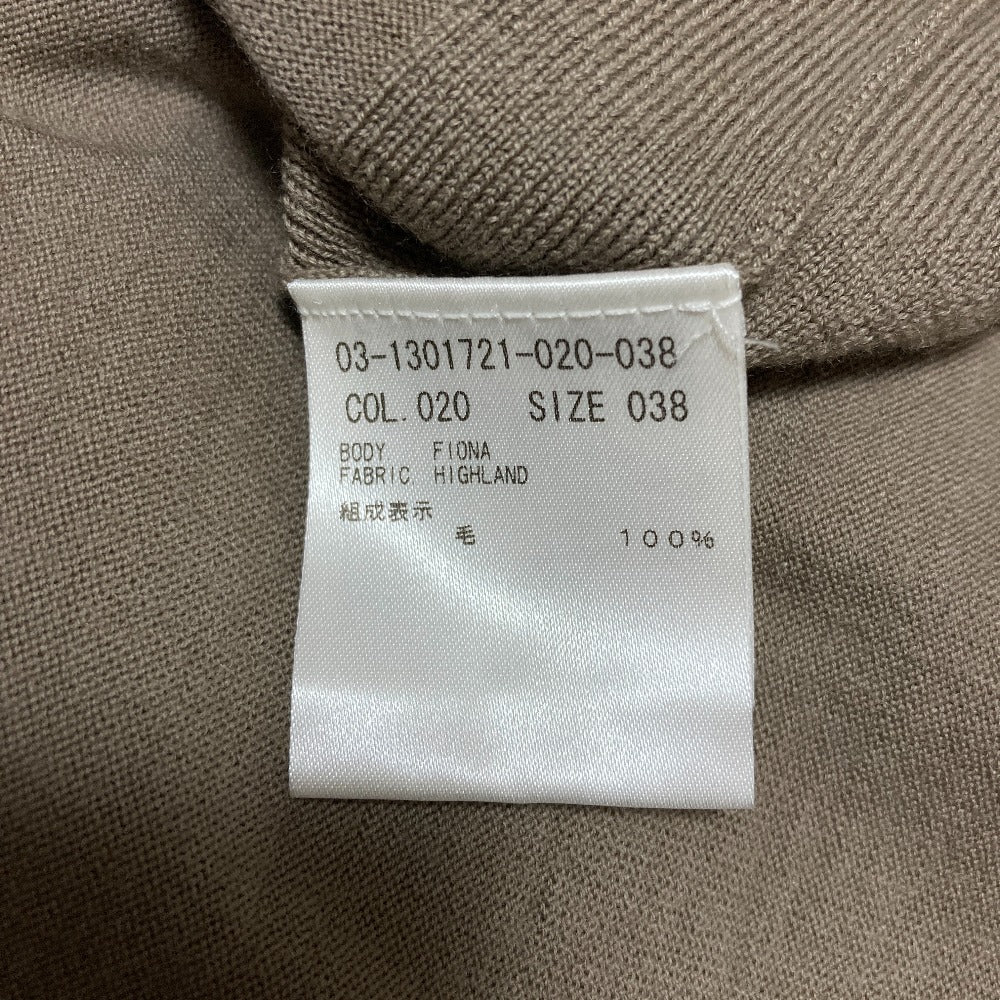 03-1301721-020-038
COL.020 SIZE 038
BODY FIONA
FABRIC HIGHLAND
組成表示
毛 100%